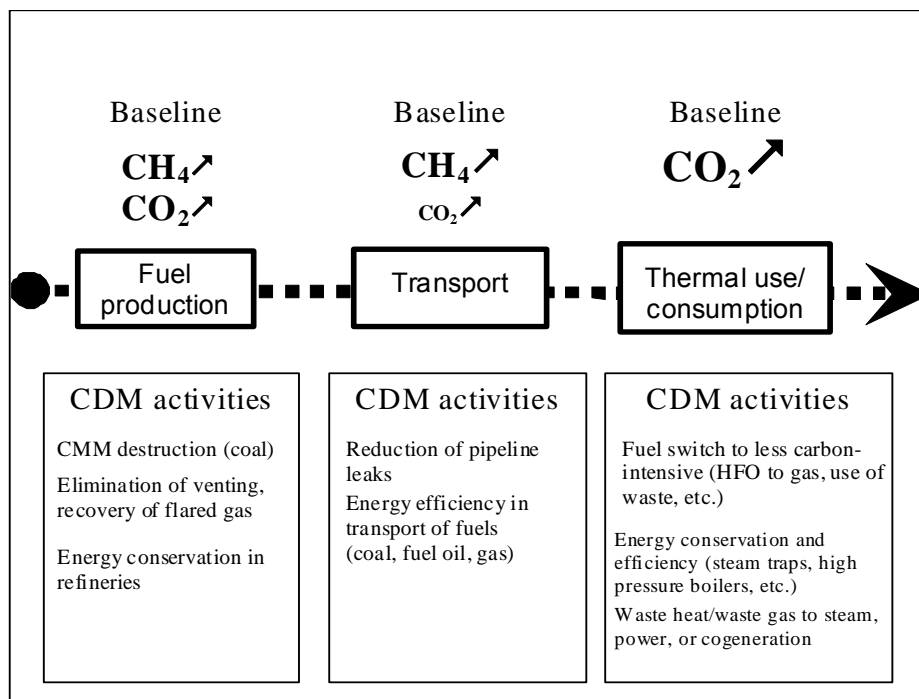 Baseline
CH₄↗
CO₂↗
Baseline
CH₄↗
CO₂↗
Baseline
CO₂↗
Fuel
production
Transport
Thermal use/
consumption
CDM activities
CMM destruction (coal)
Elimination of venting,
recovery of flared gas
Energy conservation in
refineries
CDM activities
Reduction of pipeline
leaks
Energy efficiency in
transport of fuels
(coal, fuel oil, gas)
CDM activities
Fuel switch to less carbon-
intensive (HFO to gas, use of
waste, etc.)
Energy conservation and
efficiency (steam traps, high
pressure boilers, etc.)
Waste heat/waste gas to steam,
power, or cogeneration